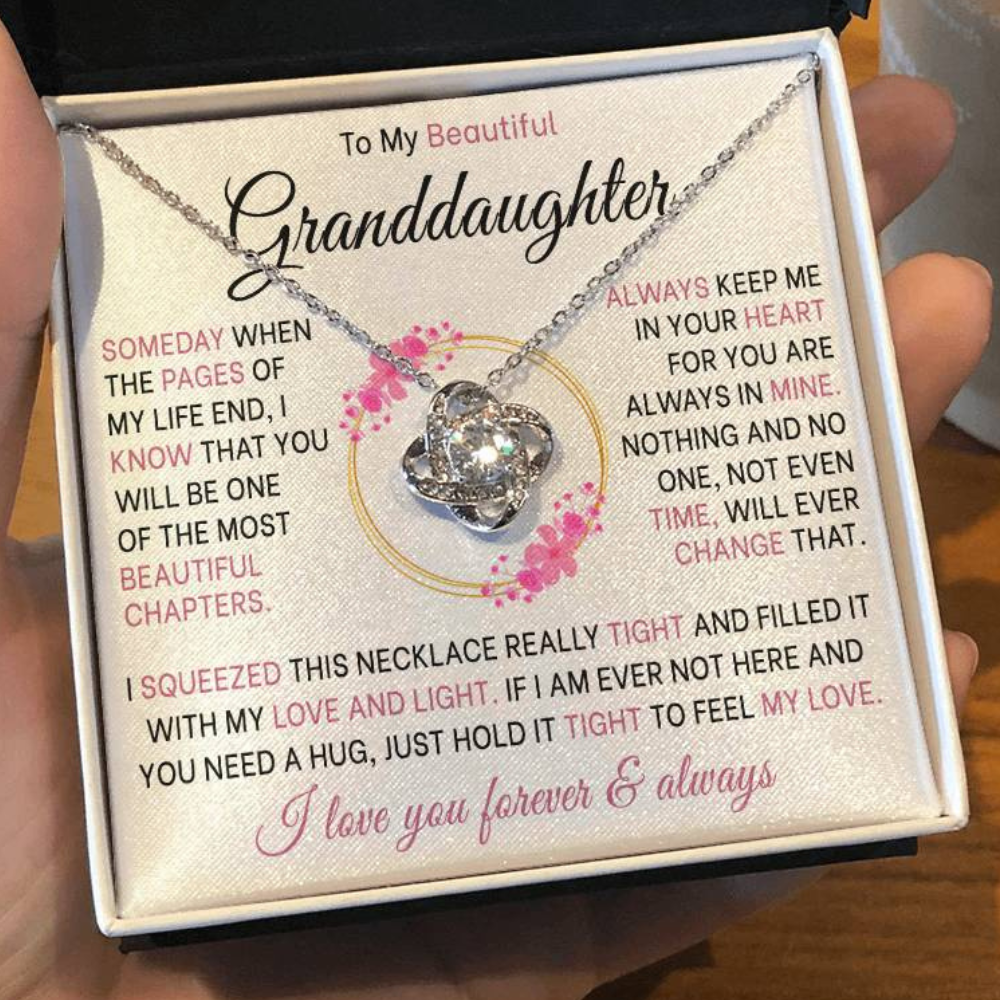 To My Beautiful
Granddaughter
SOMEDAY WHEN
THE PAGES OF
MY LIFE END, I
KNOW THAT YOU
WILL BE ONE
OF THE MOST
BEAUTIFUL
CHAPTERS.
ALWAYS KEEP ME
IN YOUR HEART
FOR YOU ARE
ALWAYS IN MINE.
NOTHING AND NO
ONE, NOT EVEN
TIME, WILL EVER
CHANGE THAT.
I SQUEEZED THIS NECKLACE REALLY TIGHT AND FILLED IT
WITH MY LOVE AND LIGHT. IF I AM EVER NOT HERE AND
YOU NEED A HUG, JUST HOLD IT TIGHT TO FEEL MY LOVE.
I love you forever & always